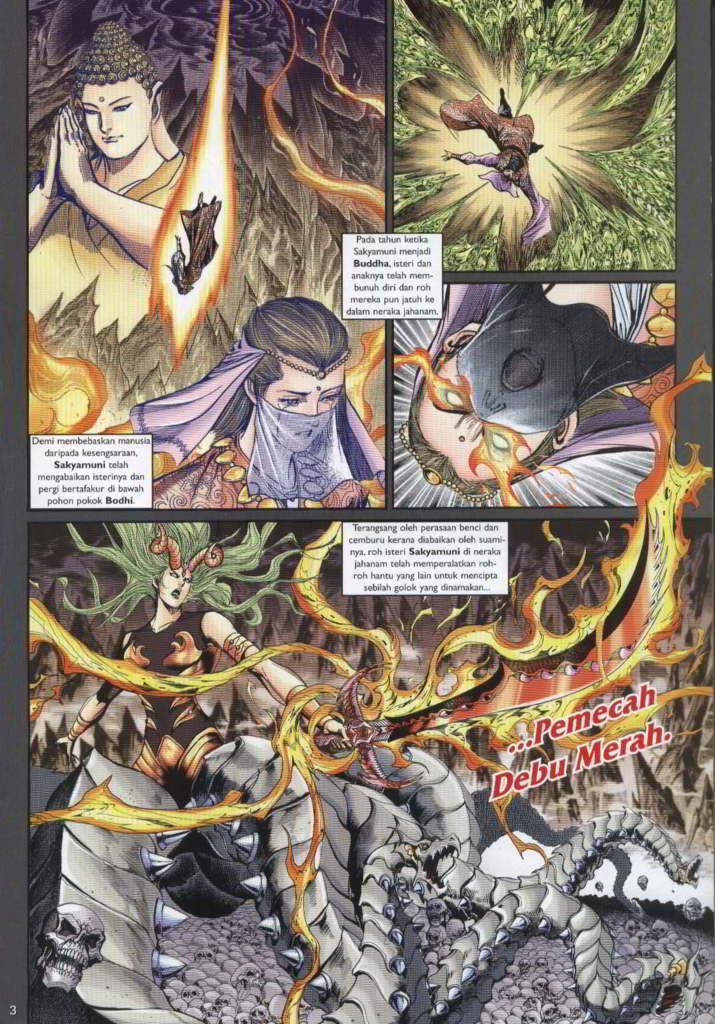 Demi membebaskan manusia
daripada kesengsaraan,
Sakyamuni telah
mengabaikan isterinya dan
pergi bertafakur di bawah
pohon pokok Bodhi.
Pada tahun ketika
Sakyamuni menjadi
Buddha, isteri dan
anaknya telah mem-
bunuh diri dan roh
mereka pun jatuh ke
dalam neraka jahanam.
Terangsang oleh perasaan benci dan
cemburu kerana diabaikan oleh suami-
nya, roh isteri Sakyamuni di neraka
jahanam telah memperalatkan roh-
roh hantu yang lain untuk mencipta
sebilah golok yang dinamakan...
...Pemecah
Debu Merah.
3